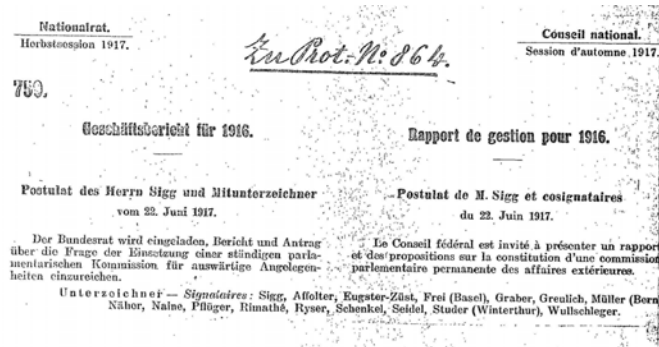 Nationalrat.
Herbstsession 1917.
Conseil national.
Session d'automne 1917.
Zu Prot. No 864.
759.
Geschäftsbericht für 1916.
Postulat des Herrn Sigg und Mitunterzeichner
vom 22. Juni 1917.
Der Bundesrat wird eingeladen, Bericht und Antrag
über die Frage der Einsetzung einer ständigen parla-
mentarischen Kommission für auswärtige Angelegen-
heiten einzureichen.
Rapport de gestion pour 1916.
Postulat de M. Sigg et cosignataires
du 22. Juin 1917.
Le Conseil fédéral est invité à présenter un rapport
et des propositions sur la constitution d'une commission
parlementaire permanente des affaires extérieures.
Unterzeichner — Signataires: Sigg, Affolter, Eugster-Züst, Frei (Basel), Graber, Greulich, Müller (Bern
Näher, Naine, Pflüger, Rimathé, Ryser, Schenkel, Seidel, Studer (Winterthur), Wullschleger.